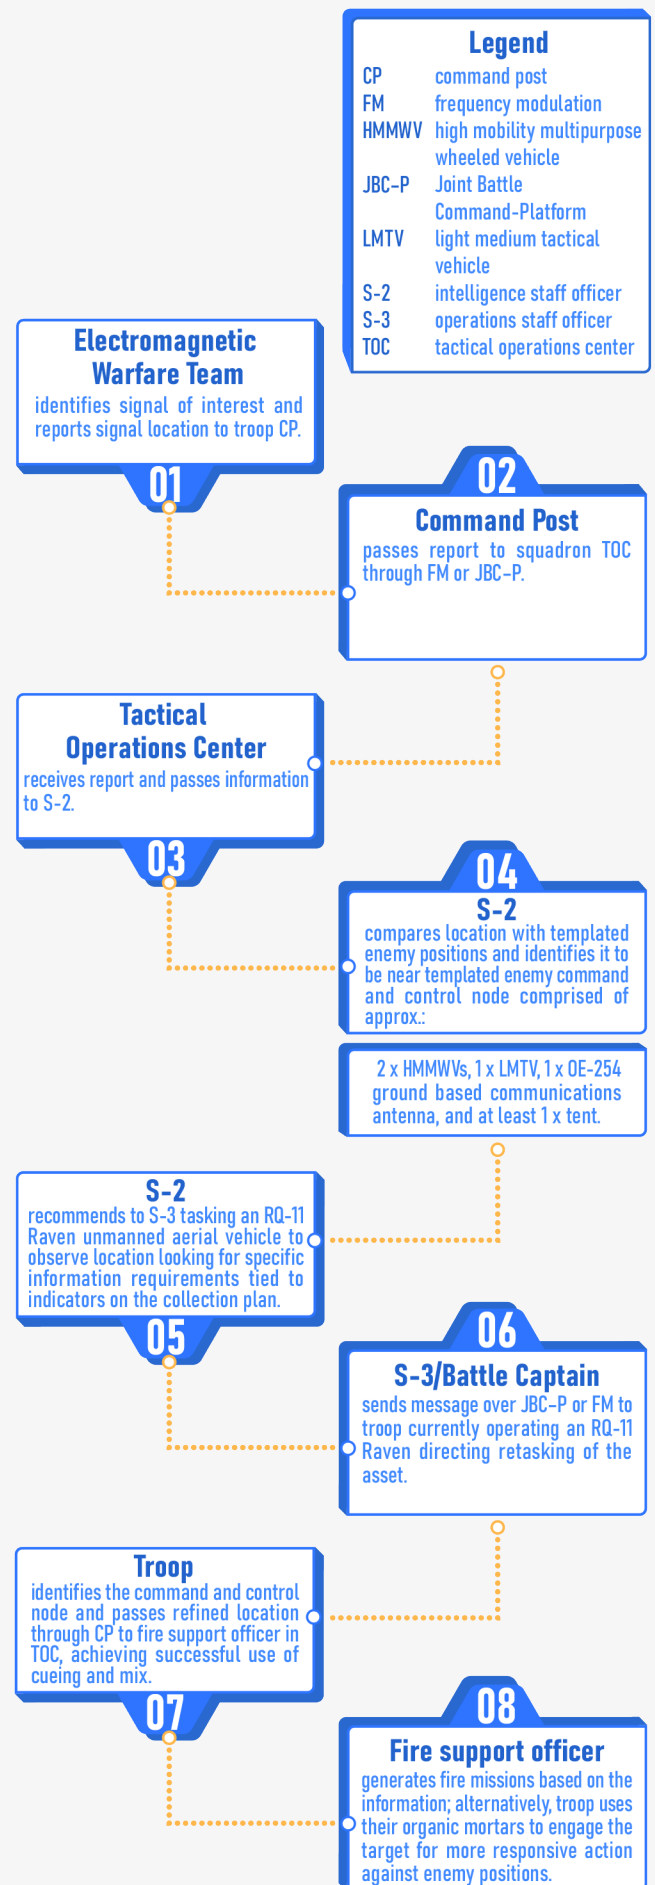 Legend
CP command post
FM frequency modulation
HMMWV high mobility multipurpose
wheeled vehicle
JBC-P Joint Battle
Command-Platform
LMTV light medium tactical
vehicle
S-2 intelligence staff officer
S-3 operations staff officer
TOC tactical operations center
Electromagnetic
Warfare Team
identifies signal of interest and
reports signal location to troop CP.
01
02
Command Post
passes report to squadron TOC
through FM or JBC-P.
Tactical
Operations Center
receives report and passes information
to S-2.
03
04
S-2
compares location with templated
enemy positions and identifies it to
be near templated enemy command
and control node comprised of
approx.:
2 x HMMWVs, 1 x LMTV, 1 x OE-254
ground based communications
antenna, and at least 1 x tent.
S-2
recommends to S-3 tasking an RQ-11
Raven unmanned aerial vehicle to
observe location looking for specific
information requirements tied to
indicators on the collection plan.
05
06
S-3/Battle Captain
sends message over JBC-P or FM to
troop currently operating an RQ-11
Raven directing retasking of the
asset.
Troop
identifies the command and control
node and passes refined location
through CP to fire support officer in
TOC, achieving successful use of
cueing and mix.
07
08
Fire support officer
generates fire missions based on the
information; alternatively, troop uses
their organic mortars to engage the
target for more responsive action
against enemy positions.